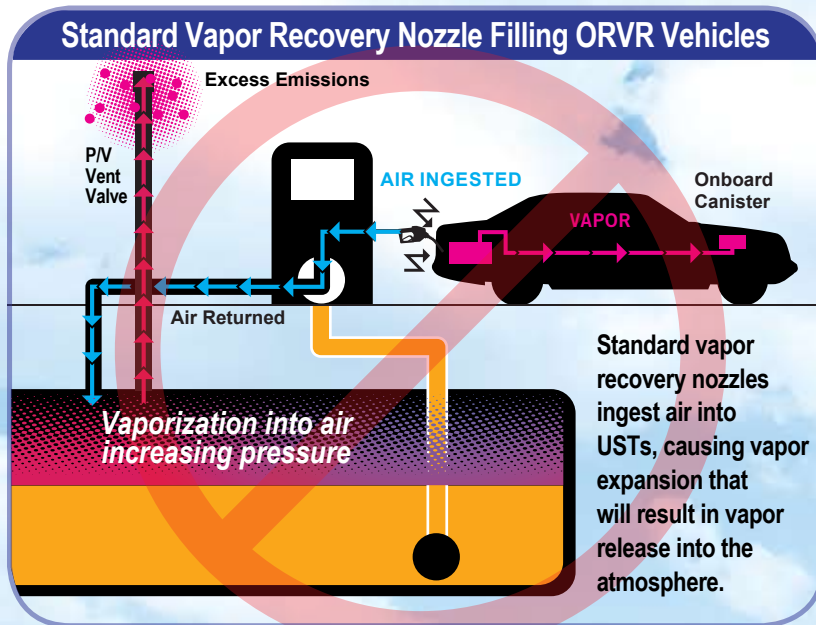 Standard Vapor Recovery Nozzle Filling ORVR Vehicles
Excess Emissions
P/V
Vent
Valve
AIR INGESTED
Onboard
Canister
VAPOR
Air Returned
Vaporization into air
increasing pressure
Standard vapor
recovery nozzles
ingest air into
USTs, causing vapor
expansion that
will result in vapor
release into the
atmosphere.